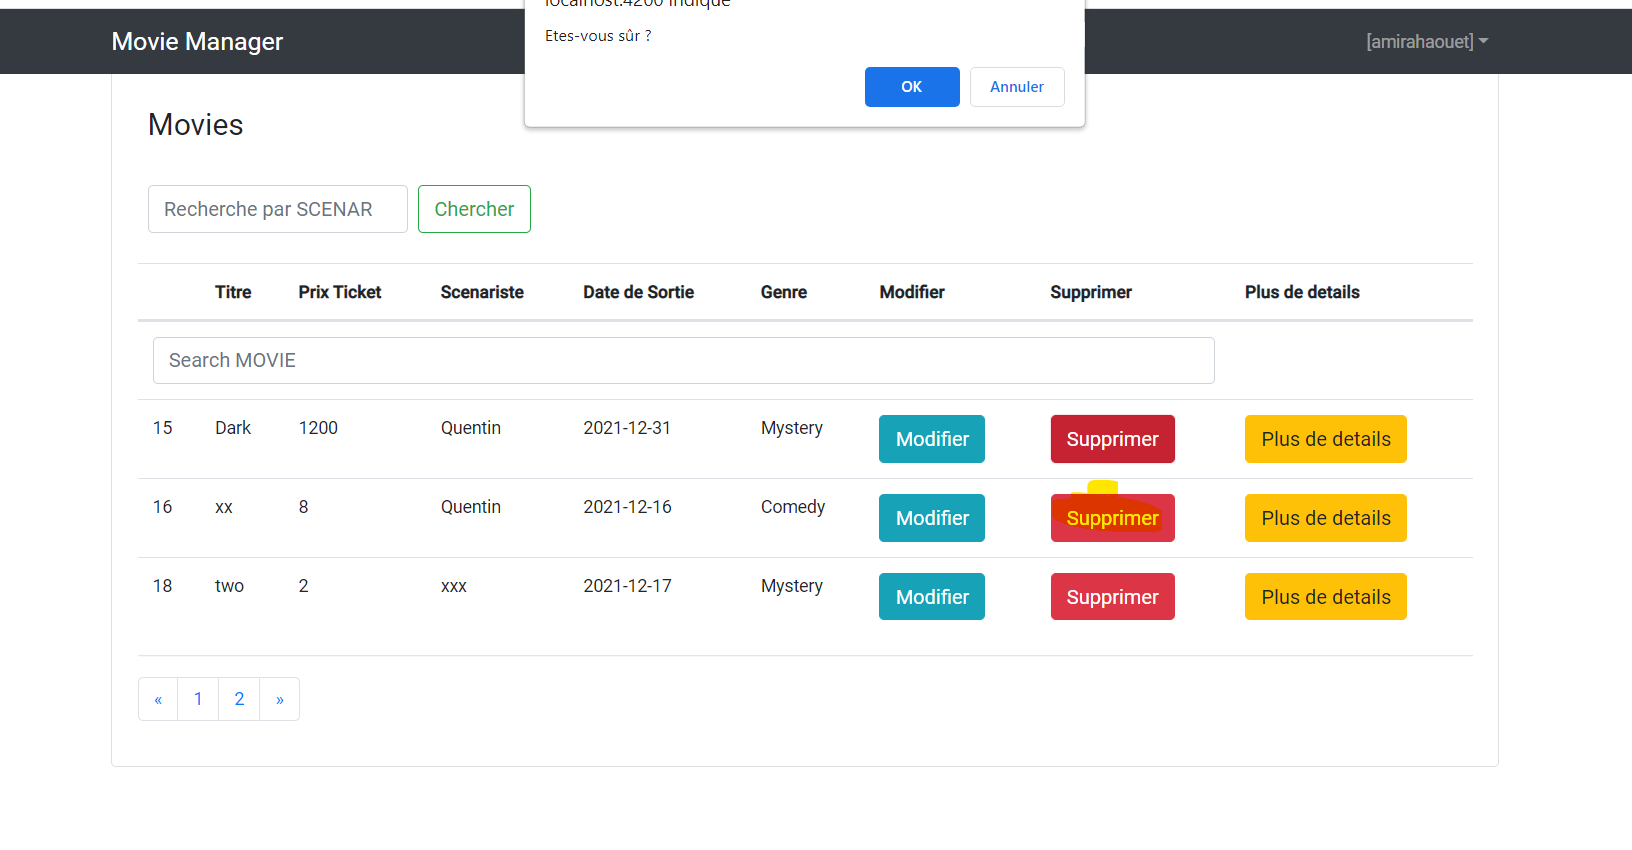 localhost:4200 indique
Movie Manager
Etes-vous sûr ?
[amirahaouet]
OK Annuler
Movies
Recherche par SCENAR Chercher
Titre Prix Ticket Scenariste Date de Sortie Genre Modifier Supprimer Plus de details
Search MOVIE
15 Dark 1200 Quentin 2021-12-31 Mystery Modifier Supprimer Plus de details
16 xx 8 Quentin 2021-12-16 Comedy Modifier Supprimer Plus de details
18 two 2 xxx 2021-12-17 Mystery Modifier Supprimer Plus de details
« 1 2 »